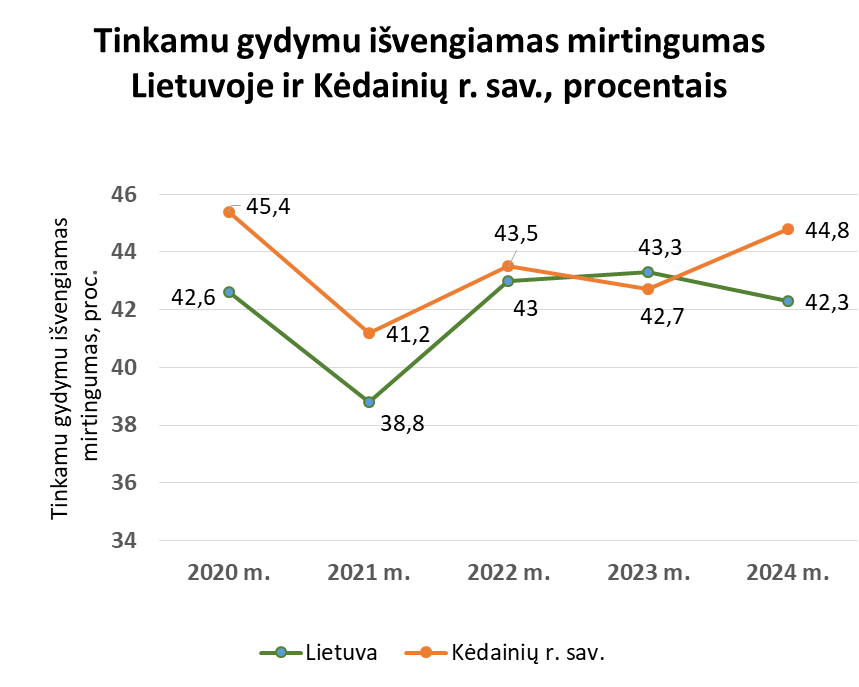 Tinkamu gydymu išvengiamas mirtingumas
Lietuvoje ir Kėdainių r. sav., procentais
Tinkamu gydymu išvengiamas
mirtingumas, proc.
46
44
42
40
38
36
34
45,4
42,6
41,2
38,8
43,5
43
43,3
42,7
44,8
42,3
2020 m.
2021 m.
2022 m.
2023 m.
2024 m.
Lietuva
Kėdainių r. sav.